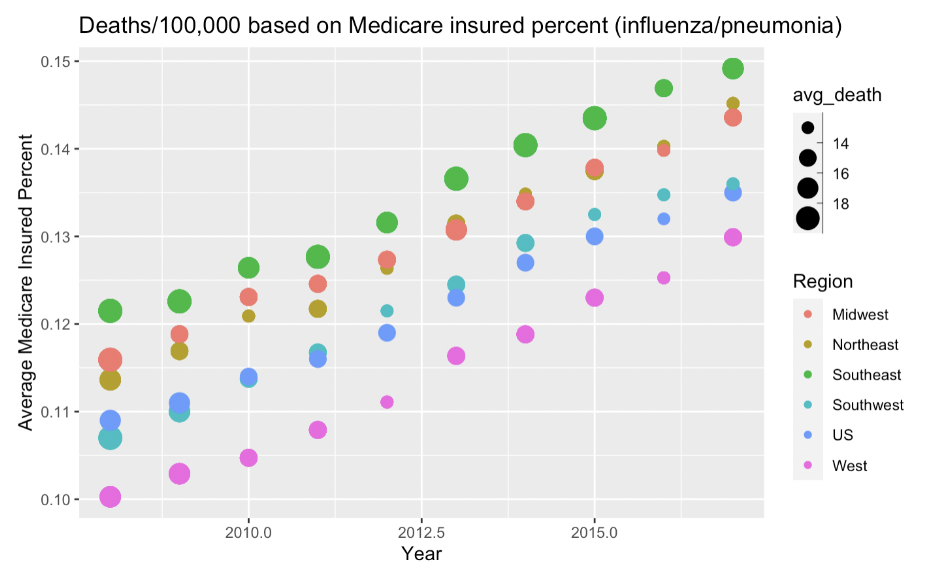 Deaths/100,000 based on Medicare insured percent (influenza/pneumonia)
0.15
0.14
0.13
0.12
0.11
0.10
Average Medicare Insured Percent
2010.0
2012.5
2015.0
Year
avg_death
14
16
18
Region
Midwest
Northeast
Southeast
Southwest
US
West